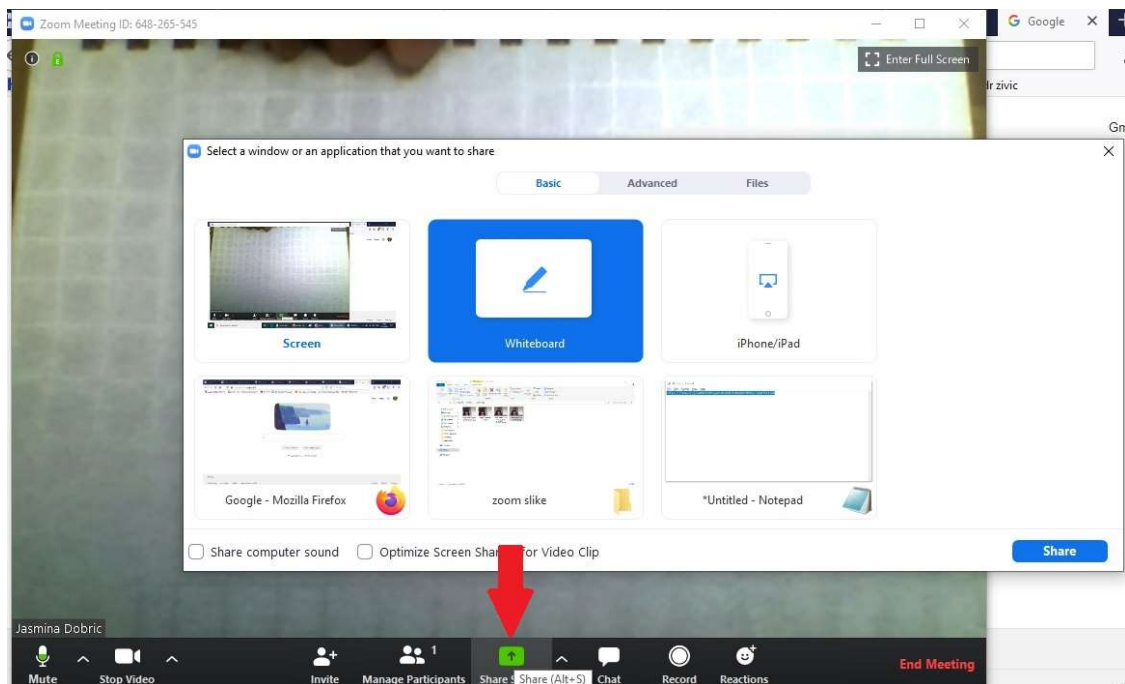 Zoom Meeting ID: 648-265-545
Google
Enter Full Screen
dr zivic
Select a window or an application that you want to share
Basic Advanced Files
Screen Whiteboard iPhone/iPad
Google - Mozilla Firefox zoom slike *Untitled - Notepad
Share computer sound Optimize Screen for Video Clip
Share
Jasmina Dobric
1
Mute Stop Video Invite Manage Participants Share Share (Alt+S) Chat Record Reactions End Meeting